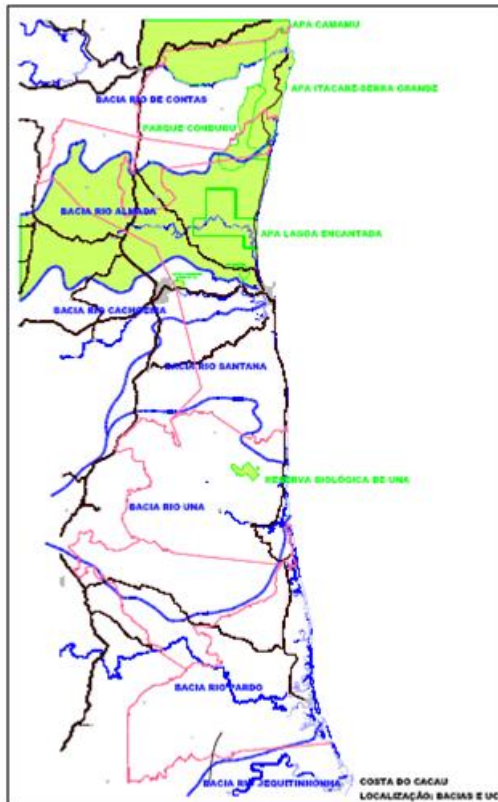 APA CAMAMU
APA ITACARÉ-SERRA GRANDE
BACIA RIO DE CONTAS
PARQUE CONDURU
BACIA RIO ALMADA
APA LAGOA ENCANTADA
BACIA RIO CACHOEIRA
BACIA RIO SANTANA
RESERVA BIOLÓGICA DE UNA
BACIA RIO UNA
BACIA RIO PARDO
BACIA RIO JEQUITINHONHA
COSTA DO CACAU
LOCALIZAÇÃO: BACIAS E UC